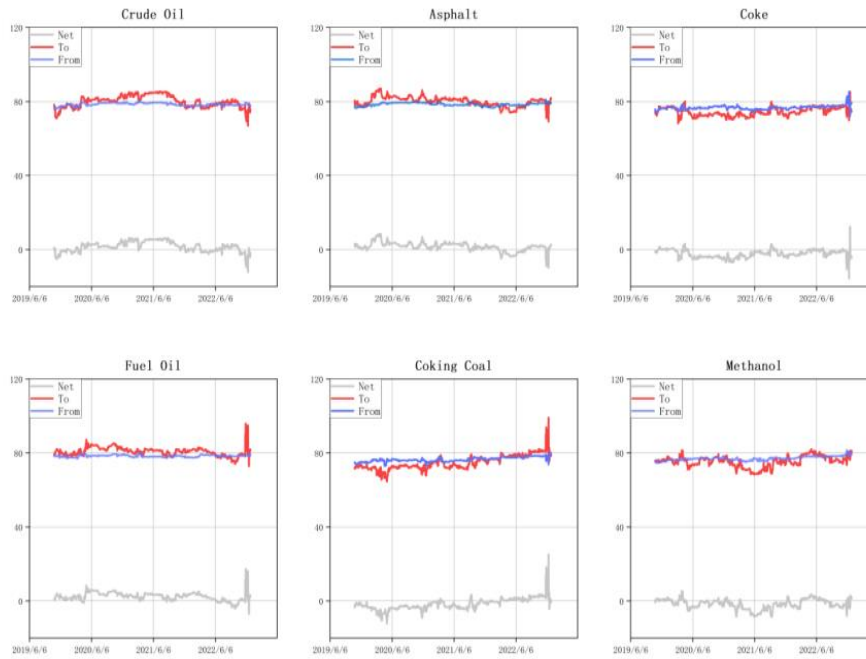 Crude Oil
120
80
40
0
Net
To
From
2019/6/6
2020/6/6
2021/6/6
2022/6/6
Asphalt
120
80
40
0
Net
To
From
2019/6/6
2020/6/6
2021/6/6
2022/6/6
Coke
120
80
40
0
Net
To
From
2019/6/6
2020/6/6
2021/6/6
2022/6/6
Fuel Oil
120
80
40
0
Net
To
From
2019/6/6
2020/6/6
2021/6/6
2022/6/6
Coking Coal
120
80
40
0
Net
To
From
2019/6/6
2020/6/6
2021/6/6
2022/6/6
Methanol
120
80
40
0
Net
To
From
2019/6/6
2020/6/6
2021/6/6
2022/6/6